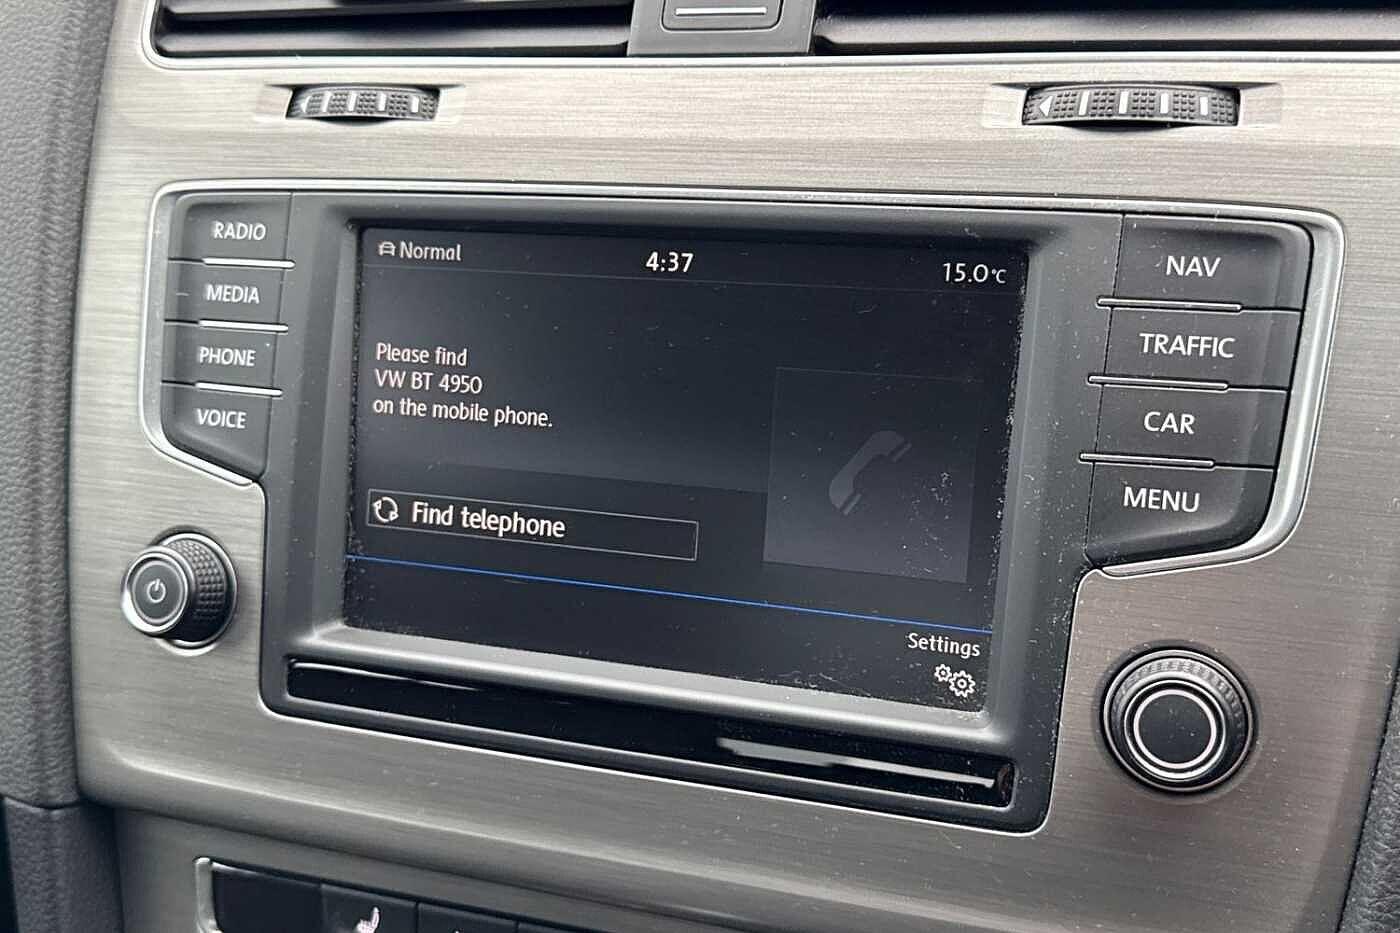 RADIO
MEDIA
PHONE
VOICE
Normal
4:37
15.0°C
Please find
VW BT 4950
on the mobile phone.
Find telephone
Settings
NAV
TRAFFIC
CAR
MENU